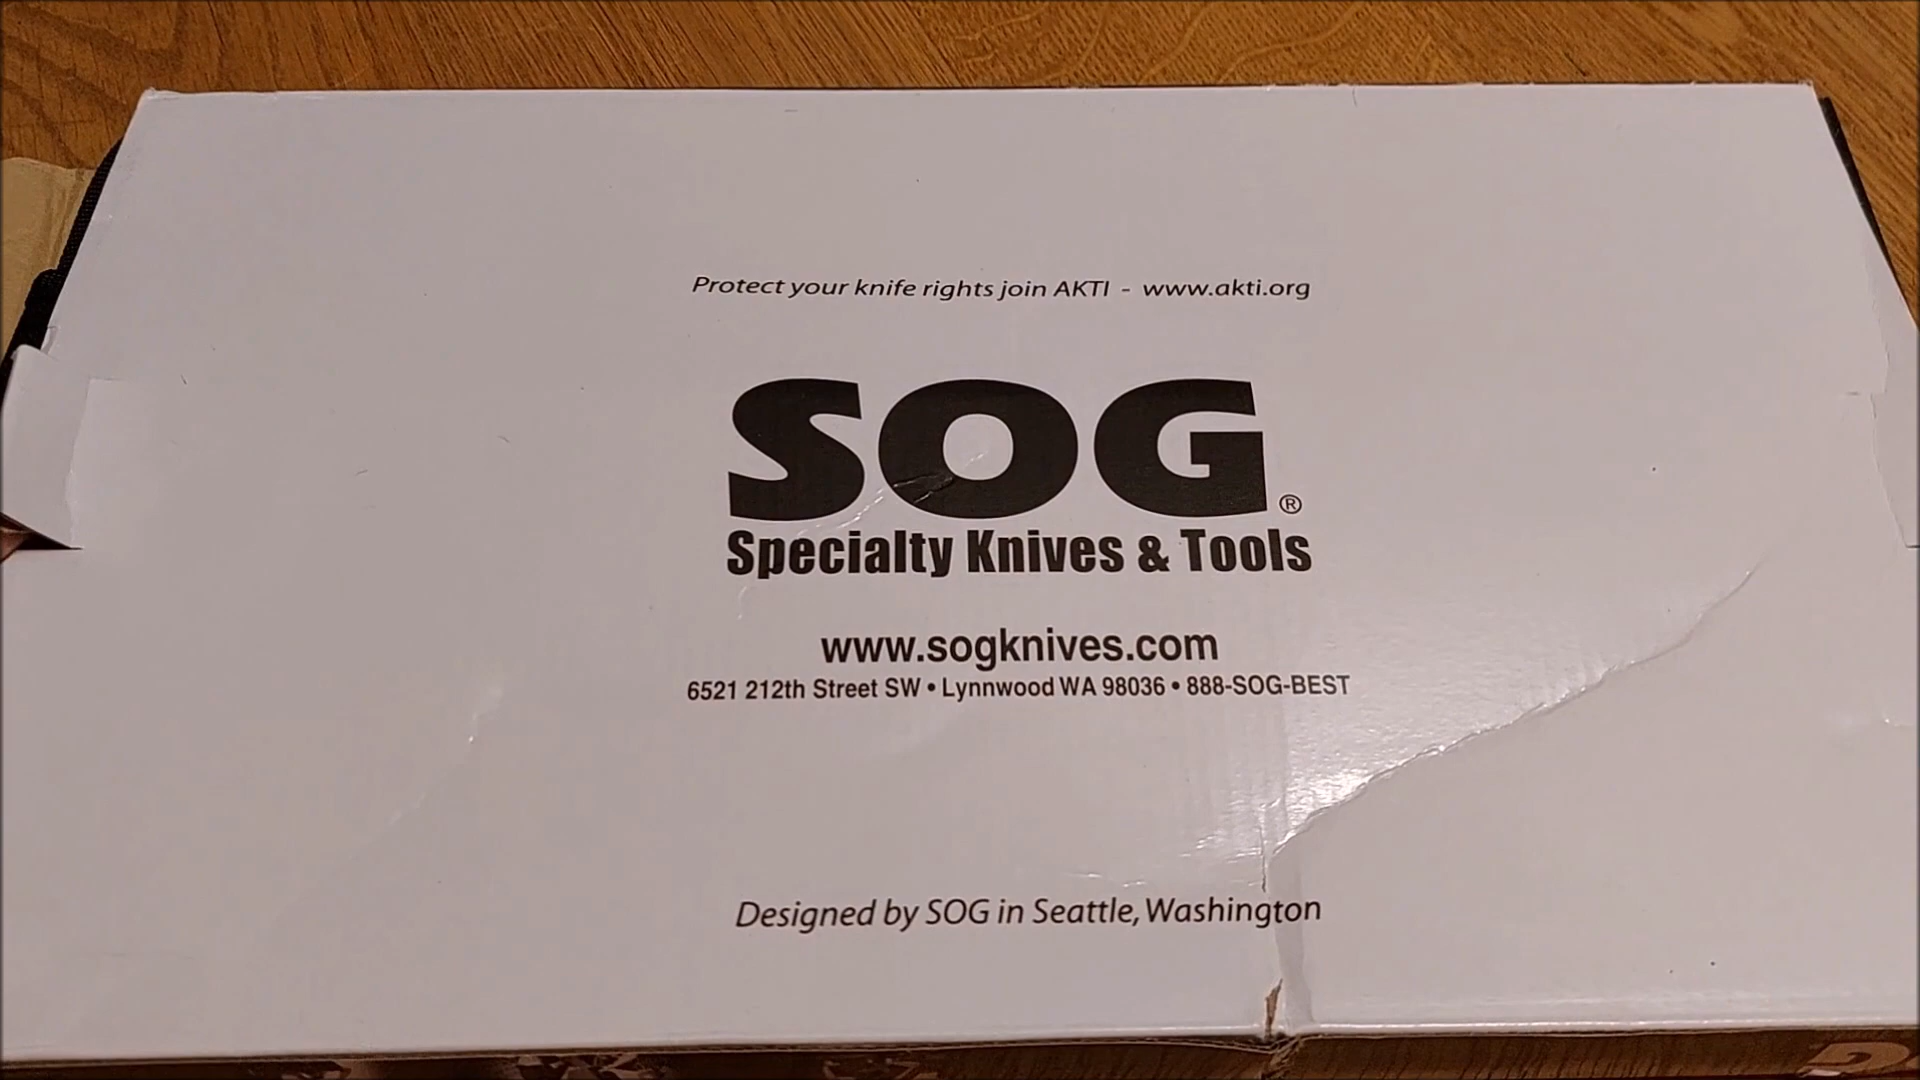 Protect your knife rights join AKTI - www.akti.org
SOG®
Specialty Knives & Tools
www.sogknives.com
6521 212th Street SW • Lynnwood WA 98036 • 888-SOG-BEST
Designed by SOG in Seattle, Washington